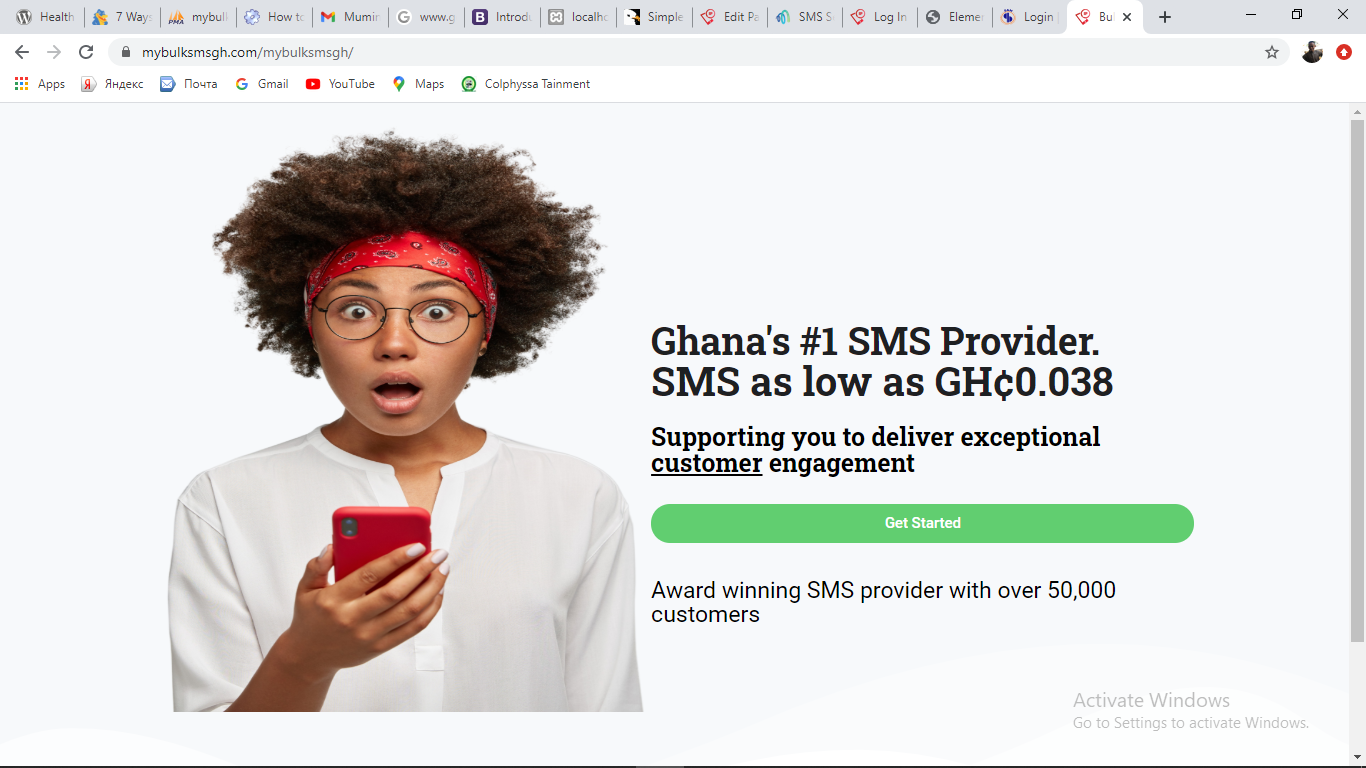 Health
7 Ways
mybulk
How to
Mumin
www.g
Introdu
localho
Simple
Edit Pa
SMS S
Log In
Elemen
Login
Bul
mybulksmsgh.com/mybulksmsgh/
Apps
Яндекс
Почта
Gmail
YouTube
Maps
Colphyssa Tainment
Ghana's #1 SMS Provider.
SMS as low as GH¢0.038
Supporting you to deliver exceptional
customer engagement
Get Started
Award winning SMS provider with over 50,000
customers
Activate Windows
Go to Settings to activate Windows.